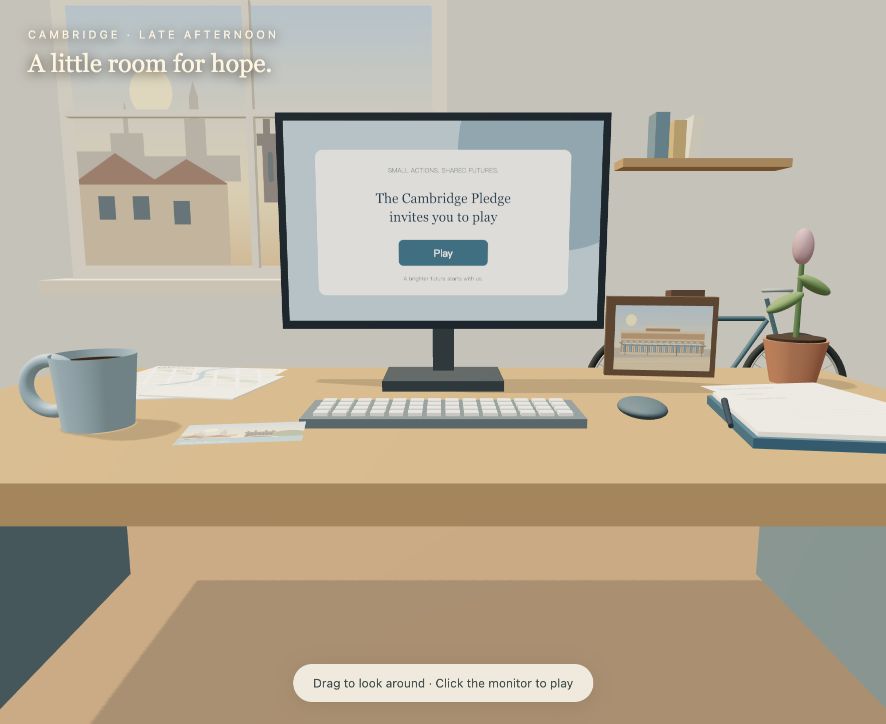 CAMBRIDGE · LATE AFTERNOON
A little room for hope.
SMALL ACTIONS. SHARED FUTURES.
The Cambridge Pledge
invites you to play
Play
A brighter future starts with us.
Drag to look around · Click the monitor to play